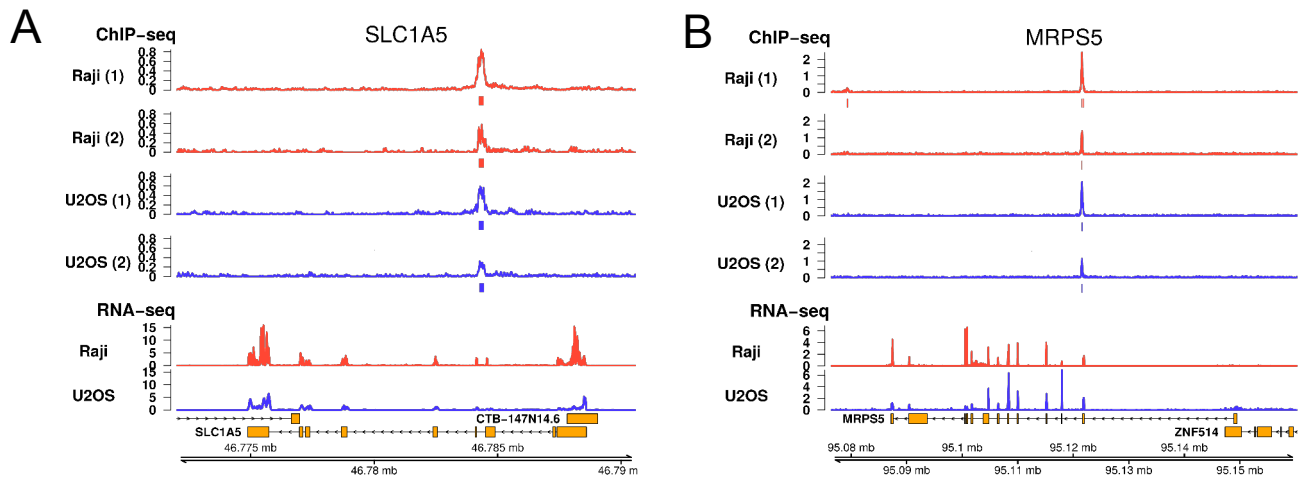 A
SLC1A5
ChIP-seq
0.8
0.6
0.4
0.2
0
Raji (1)
0.8
0.6
0.4
0.2
0
Raji (2)
0.8
0.6
0.4
0.2
0
U2OS (1)
0.8
0.6
0.4
0.2
0
U2OS (2)
RNA-seq
15
10
5
0
Raji
15
10
5
0
U2OS
CTB-147N14.6
SLC1A5
46.775 mb
46.785 mb
46.78 mb
46.79 m
B
MRPS5
ChIP-seq
2
1
0
Raji (1)
2
1
0
Raji (2)
2
1
0
U2OS (1)
2
1
0
U2OS (2)
RNA-seq
6
4
2
0
Raji
6
4
2
0
U2OS
MRPS5
ZNF514
95.08 mb
95.1 mb
95.12 mb
95.14 mb
95.09 mb
95.11 mb
95.13 mb
95.15 mb